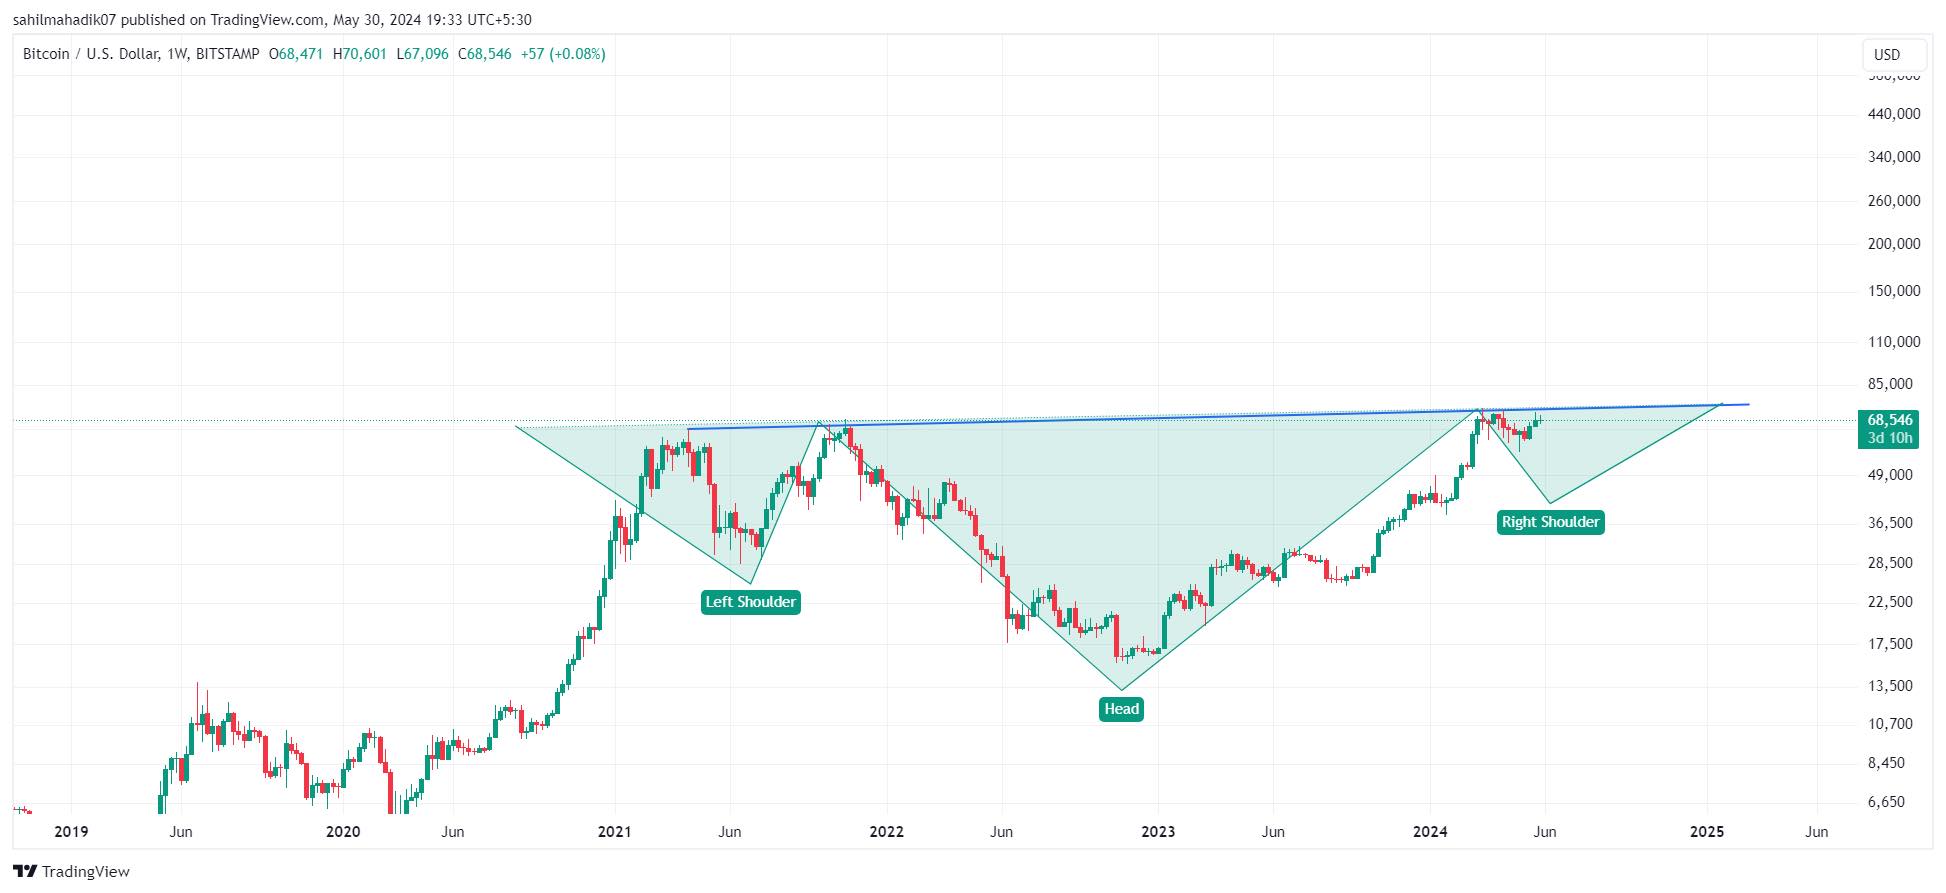 sahilmahadik07 published on TradingView.com, May 30, 2024 19:33 UTC+5:30
Bitcoin / U.S. Dollar, 1W, BITSTAMP O68,471 H70,601 L67,096 C68,546 +57 (+0.08%)
USD
440,000
340,000
260,000
200,000
150,000
110,000
85,000
68,546
3d 10h
49,000
36,500
Right Shoulder
28,500
22,500
Left Shoulder
17,500
13,500
Head
10,700
8,450
6,650
2019 Jun 2020 Jun 2021 Jun 2022 Jun 2023 Jun 2024 Jun 2025 Jun
TradingView